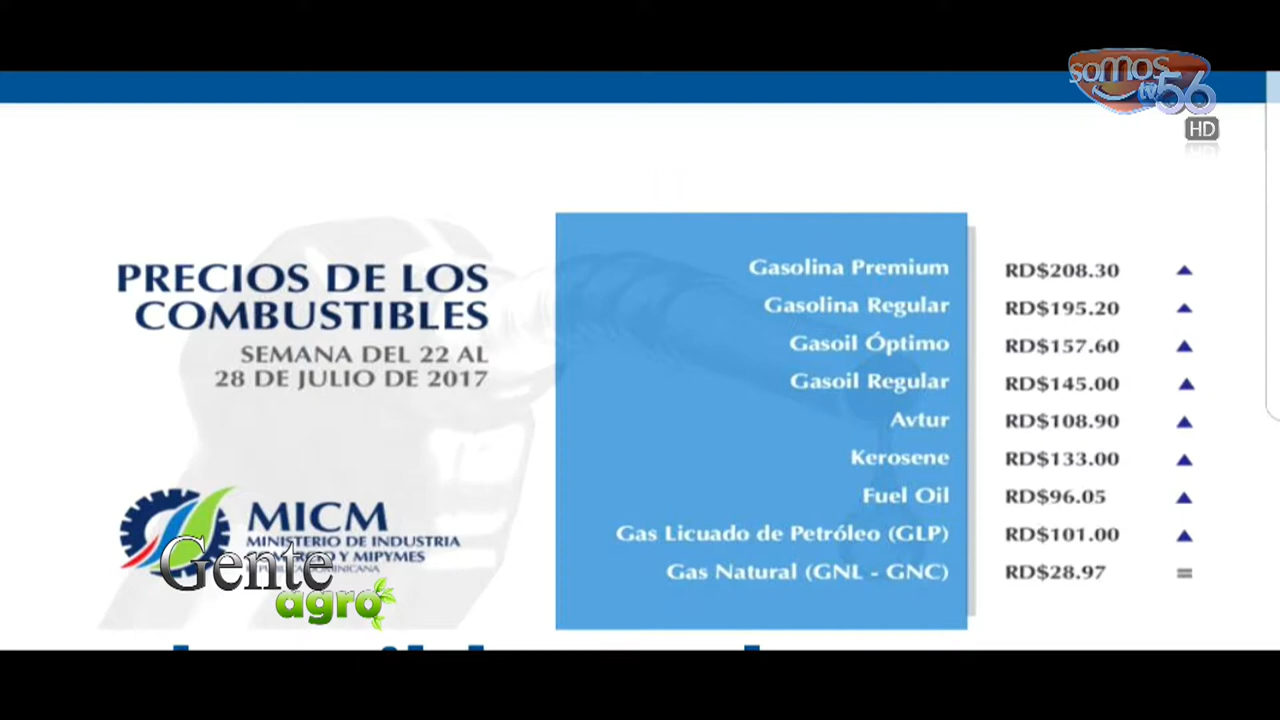 somos
tv56
HD
PRECIOS DE LOS
COMBUSTIBLES
SEMANA DEL 22 AL
28 DE JULIO DE 2017
Gasolina Premium RD$208.30
Gasolina Regular RD$195.20
Gasoil Óptimo RD$157.60
Gasoil Regular RD$145.00
Avtur RD$108.90
Kerosene RD$133.00
Fuel Oil RD$96.05
Gas Licuado de Petróleo (GLP) RD$101.00
Gas Natural (GNL - GNC) RD$28.97 =
MICM
MINISTERIO DE INDUSTRIA
Y MIPYMES
Gente
agro